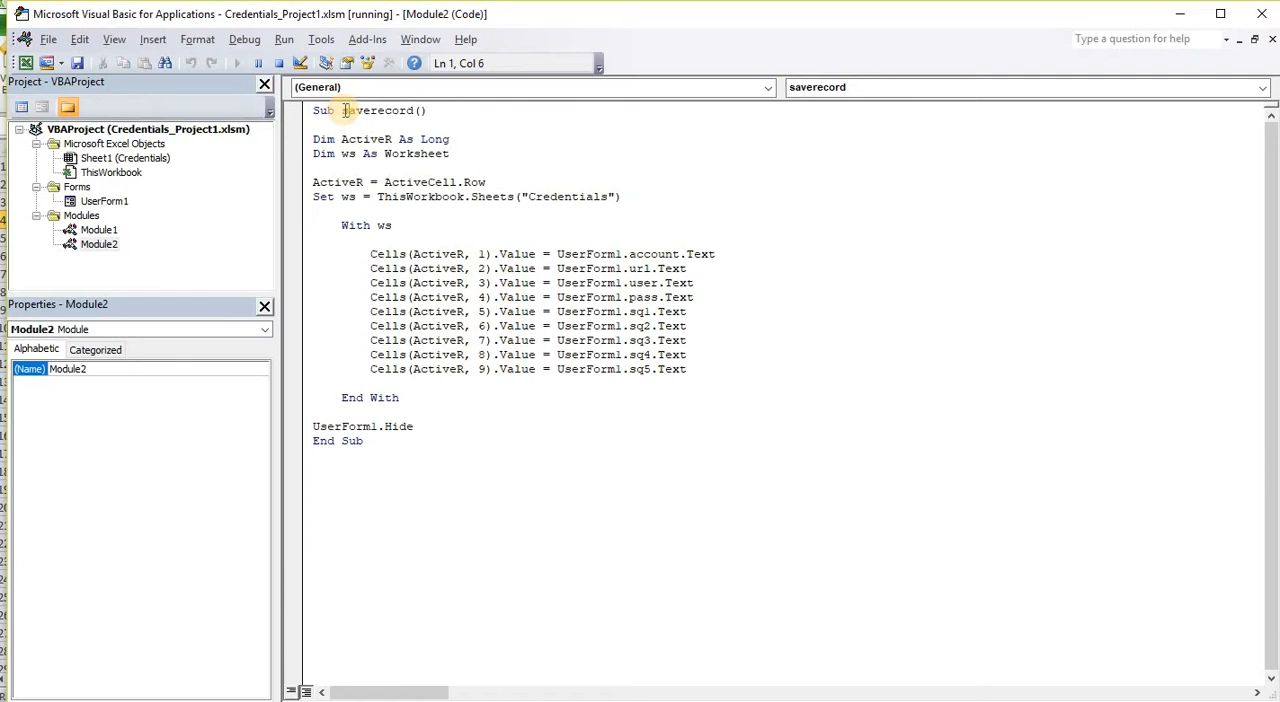 Microsoft Visual Basic for Applications - Credentials_Project1.xlsm [running] - [Module2 (Code)]
File Edit View Insert Format Debug Run Tools Add-Ins Window Help Type a question for help
Ln 1, Col 6
Project - VBAProject
(General) saverecord
VBAProject (Credentials_Project1.xlsm)
Microsoft Excel Objects
Sheet1 (Credentials)
ThisWorkbook
Forms
UserForm1
Modules
Module1
Module2
Properties - Module2
Module2 Module
Alphabetic Categorized
(Name) Module2
Sub saverecord()
Dim ActiveR As Long
Dim ws As Worksheet
ActiveR = ActiveCell.Row
Set ws = ThisWorkbook.Sheets("Credentials")
With ws
Cells(ActiveR, 1).Value = UserForm1.account.Text
Cells(ActiveR, 2).Value = UserForm1.url.Text
Cells(ActiveR, 3).Value = UserForm1.user.Text
Cells(ActiveR, 4).Value = UserForm1.pass.Text
Cells(ActiveR, 5).Value = UserForm1.sq1.Text
Cells(ActiveR, 6).Value = UserForm1.sq2.Text
Cells(ActiveR, 7).Value = UserForm1.sq3.Text
Cells(ActiveR, 8).Value = UserForm1.sq4.Text
Cells(ActiveR, 9).Value = UserForm1.sq5.Text
End With
UserForm1.Hide
End Sub